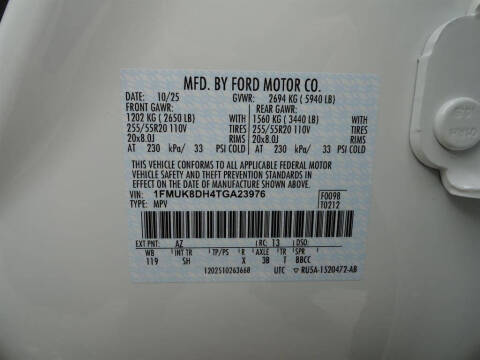 MFD. BY FORD MOTOR CO.
DATE: 10/25 GVWR: 2694 KG ( 5940 LB)
FRONT GAWR: REAR GAWR:
1202 KG ( 2650 LB) WITH 1560 KG ( 3440 LB) WITH
255/55R20 110V TIRES 255/55R20 110V TIRES
20x8.0J RIMS 20x8.0J RIMS
AT 230 kPa/ 33 PSI COLD AT 230 kPa/ 33 PSI COLD
THIS VEHICLE CONFORMS TO ALL APPLICABLE FEDERAL MOTOR
VEHICLE SAFETY AND THEFT PREVENTION STANDARDS IN
EFFECT ON THE DATE OF MANUFACTURE SHOWN ABOVE.
VIN: 1FMUK8DH4TGA23976 F0098
TYPE: MPV T0212
EXT PNT: AZ RC: 13 DSO:
WB INT TR TP/PS R AXLE TR SPR
119 SH X 3B T 8BCC
1202510263668 UTC RU5A-1520472-AB